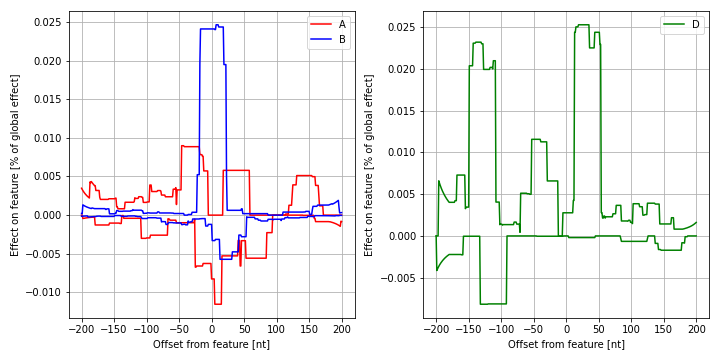 A
B
0.025
0.020
0.015
0.010
0.005
0.000
−0.005
−0.010
Effect on feature [% of global effect]
−200 −150 −100 −50 0 50 100 150 200
Offset from feature [nt]
D
0.025
0.020
0.015
0.010
0.005
0.000
−0.005
Effect on feature [% of global effect]
−200 −150 −100 −50 0 50 100 150 200
Offset from feature [nt]